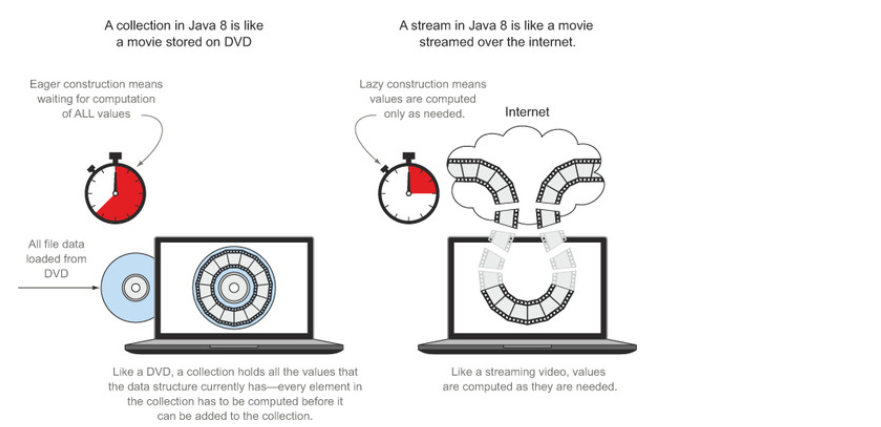 A collection in Java 8 is like
a movie stored on DVD
A stream in Java 8 is like a movie
streamed over the internet.
Eager construction means
waiting for computation
of ALL values
Lazy construction means
values are computed
only as needed.
Internet
All file data
loaded from
DVD
Like a DVD, a collection holds all the values that
the data structure currently has—every element in
the collection has to be computed before it
can be added to the collection.
Like a streaming video, values
are computed as they are needed.